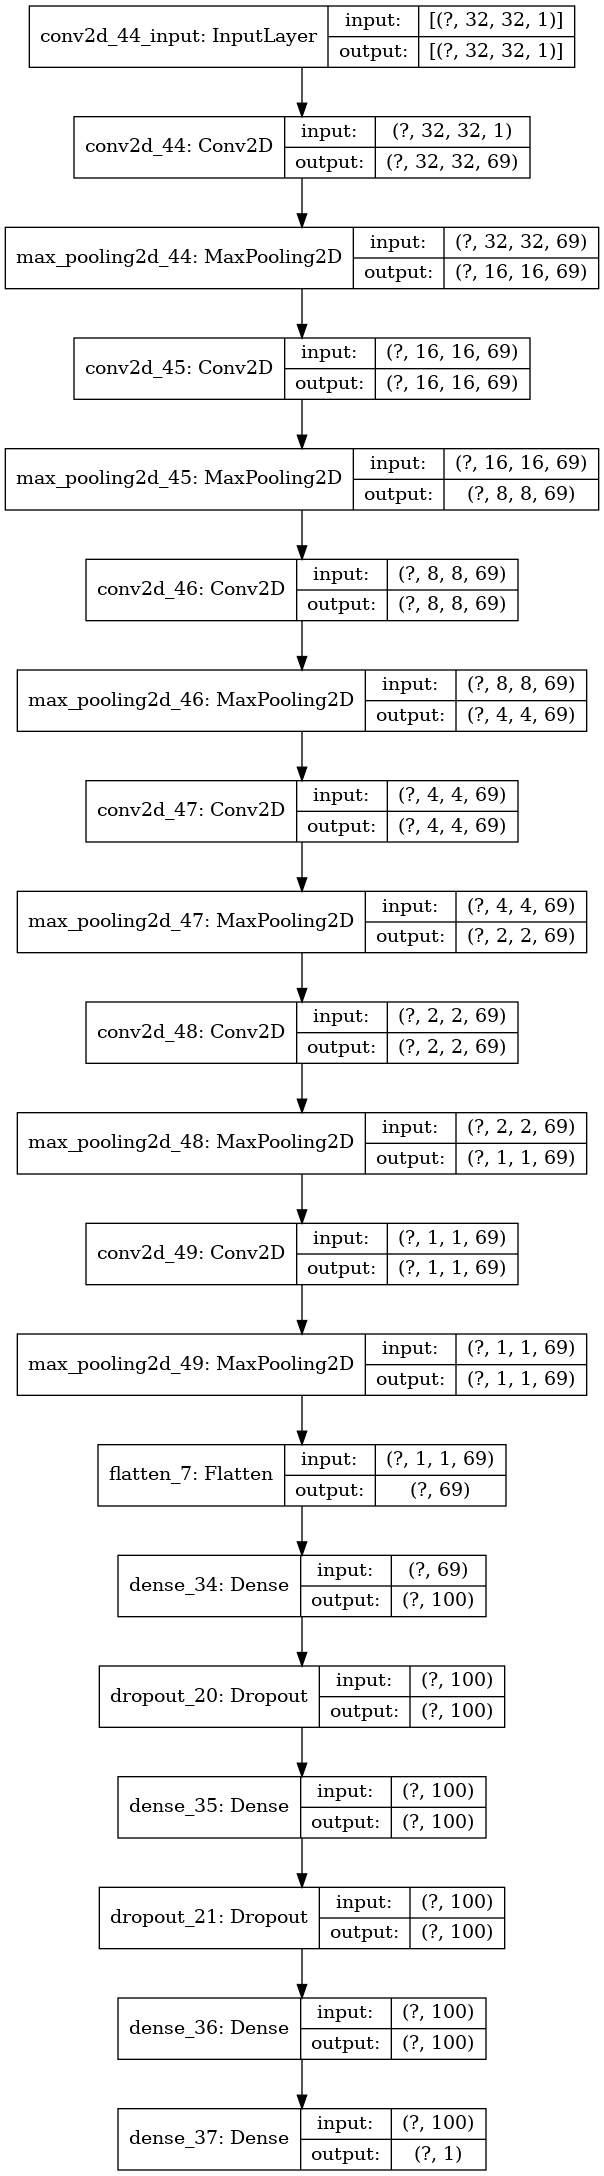 conv2d_44_input: InputLayer
input: [(?, 32, 32, 1)]
output: [(?, 32, 32, 1)]
conv2d_44: Conv2D
input: (?, 32, 32, 1)
output: (?, 32, 32, 69)
max_pooling2d_44: MaxPooling2D
input: (?, 32, 32, 69)
output: (?, 16, 16, 69)
conv2d_45: Conv2D
input: (?, 16, 16, 69)
output: (?, 16, 16, 69)
max_pooling2d_45: MaxPooling2D
input: (?, 16, 16, 69)
output: (?, 8, 8, 69)
conv2d_46: Conv2D
input: (?, 8, 8, 69)
output: (?, 8, 8, 69)
max_pooling2d_46: MaxPooling2D
input: (?, 8, 8, 69)
output: (?, 4, 4, 69)
conv2d_47: Conv2D
input: (?, 4, 4, 69)
output: (?, 4, 4, 69)
max_pooling2d_47: MaxPooling2D
input: (?, 4, 4, 69)
output: (?, 2, 2, 69)
conv2d_48: Conv2D
input: (?, 2, 2, 69)
output: (?, 2, 2, 69)
max_pooling2d_48: MaxPooling2D
input: (?, 2, 2, 69)
output: (?, 1, 1, 69)
conv2d_49: Conv2D
input: (?, 1, 1, 69)
output: (?, 1, 1, 69)
max_pooling2d_49: MaxPooling2D
input: (?, 1, 1, 69)
output: (?, 1, 1, 69)
flatten_7: Flatten
input: (?, 1, 1, 69)
output: (?, 69)
dense_34: Dense
input: (?, 69)
output: (?, 100)
dropout_20: Dropout
input: (?, 100)
output: (?, 100)
dense_35: Dense
input: (?, 100)
output: (?, 100)
dropout_21: Dropout
input: (?, 100)
output: (?, 100)
dense_36: Dense
input: (?, 100)
output: (?, 100)
dense_37: Dense
input: (?, 100)
output: (?, 1)